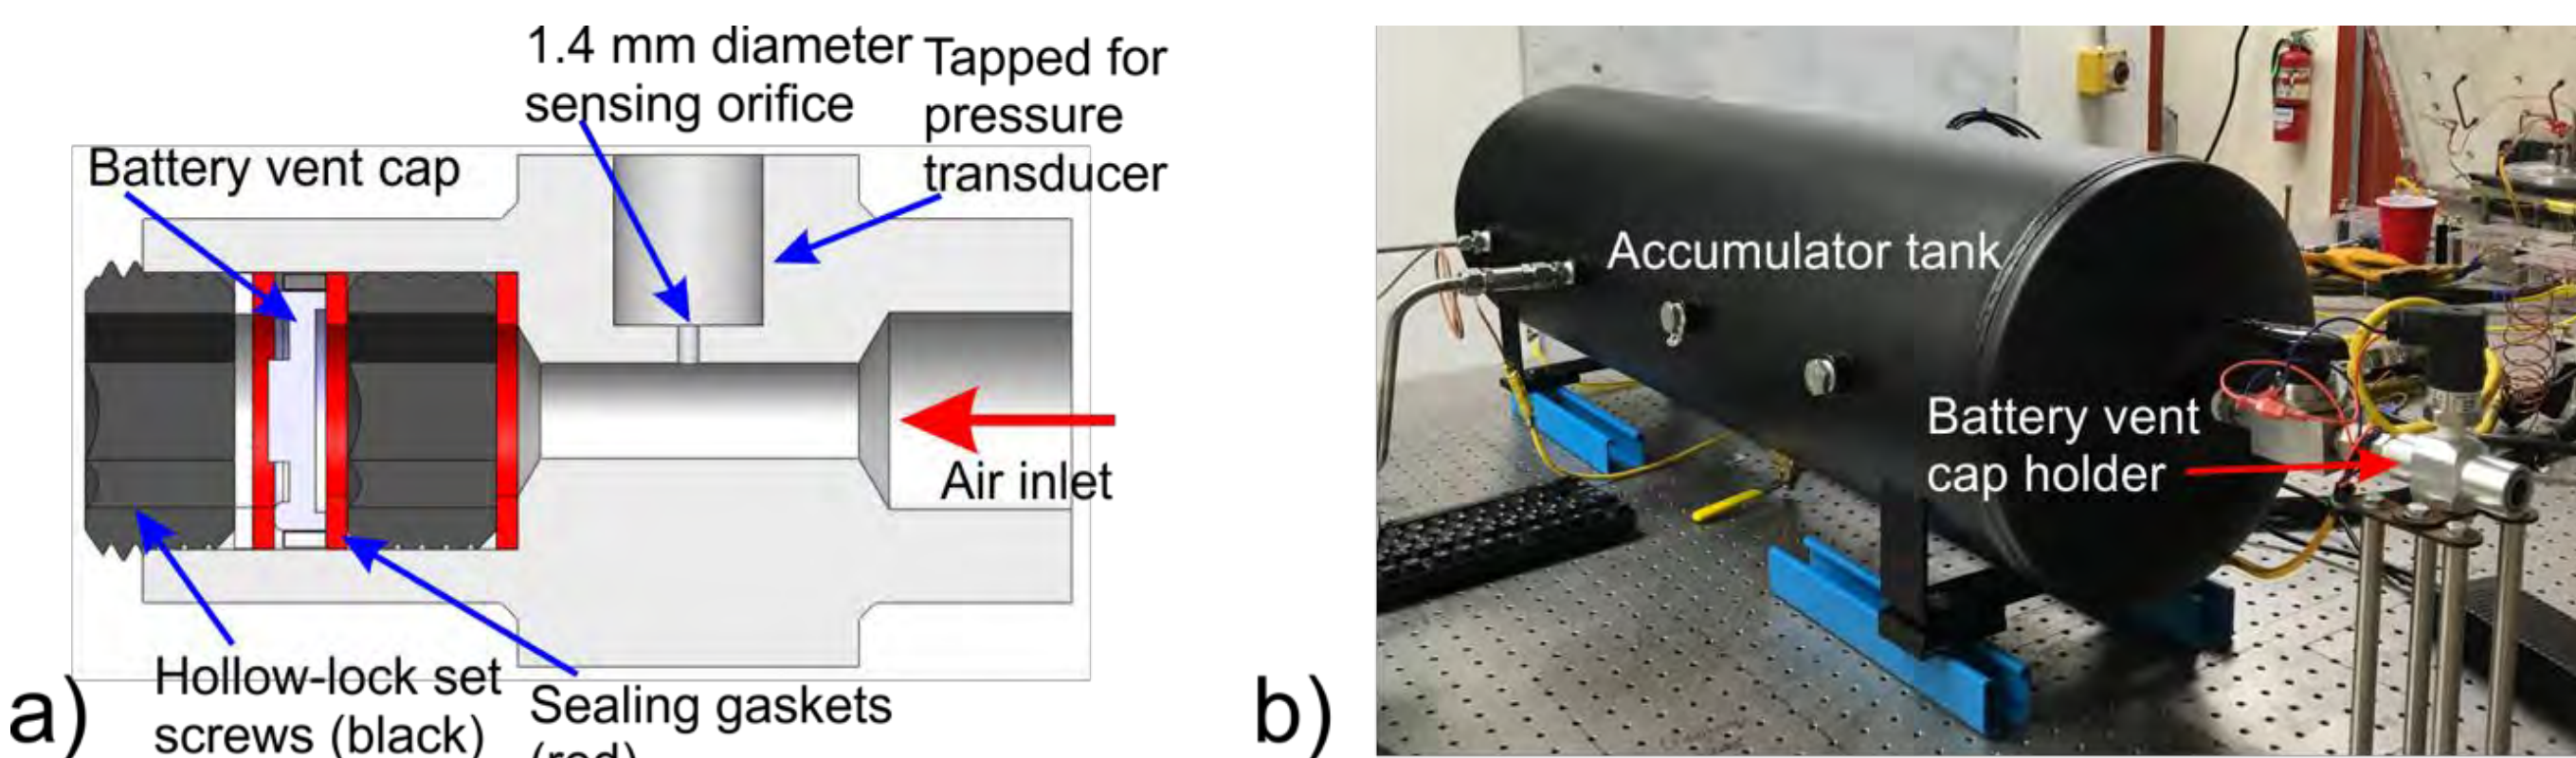 1.4 mm diameter
sensing orifice
Tapped for
pressure
transducer
Battery vent cap
Air inlet
Hollow-lock set
screws (black)
Sealing gaskets
(red)
a)
Accumulator tank
Battery vent
cap holder
b)